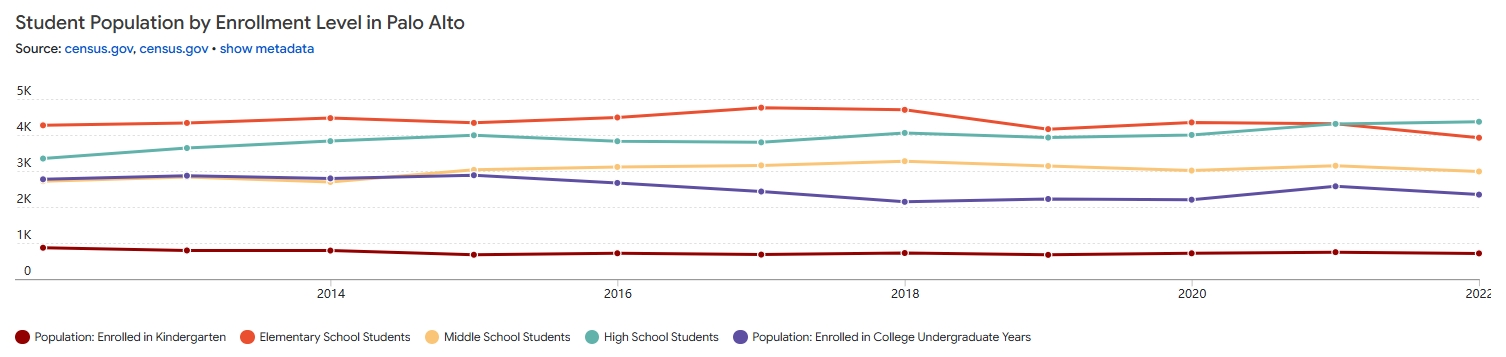 Student Population by Enrollment Level in Palo Alto
Source: census.gov, census.gov • show metadata
5K
4K
3K
2K
1K
0
2014 2016 2018 2020 2022
Population: Enrolled in Kindergarten Elementary School Students Middle School Students High School Students Population: Enrolled in College Undergraduate Years